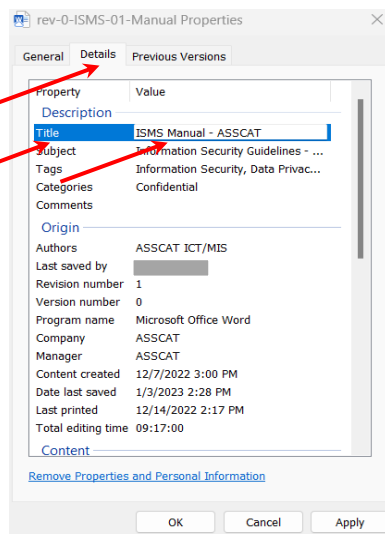 rev-0-ISMS-01-Manual Properties
General Details Previous Versions
Property Value
Description
Title ISMS Manual - ASSCAT
Subject Information Security Guidelines - ...
Tags Information Security, Data Privac...
Categories Confidential
Comments
Origin
Authors ASSCAT ICT/MIS
Last saved by
Revision number 1
Version number 0
Program name Microsoft Office Word
Company ASSCAT
Manager ASSCAT
Content created 12/7/2022 3:00 PM
Date last saved 1/3/2023 2:28 PM
Last printed 12/14/2022 2:17 PM
Total editing time 09:17:00
Content
Remove Properties and Personal Information
OK Cancel Apply